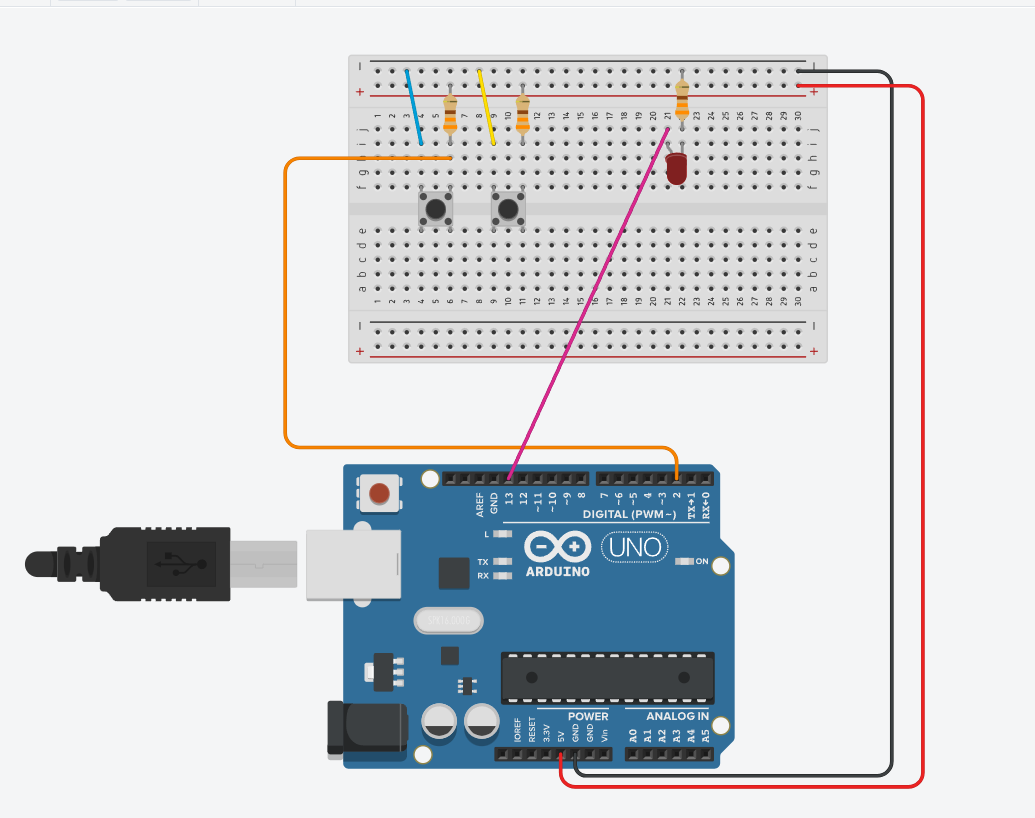 − −
+ +
1 2 3 4 5 6 7 8 9 10 11 12 13 14 15 16 17 18 19 20 21 22 23 24 25 26 27 28 29 30
j j
i i
h h
g g
f f
e e
d d
c c
b b
a a
1 2 3 4 5 6 7 8 9 10 11 12 13 14 15 16 17 18 19 20 21 22 23 24 25 26 27 28 29 30
− −
+ +
AREF GND 13 12 ~11 ~10 ~9 8 7 ~6 ~5 4 ~3 2 TX→1 RX←0
DIGITAL (PWM~)
L
TX
RX
UNO
ARDUINO
ON
POWER
ANALOG IN
IOREF RESET 3.3V 5V GND GND Vin A0 A1 A2 A3 A4 A5